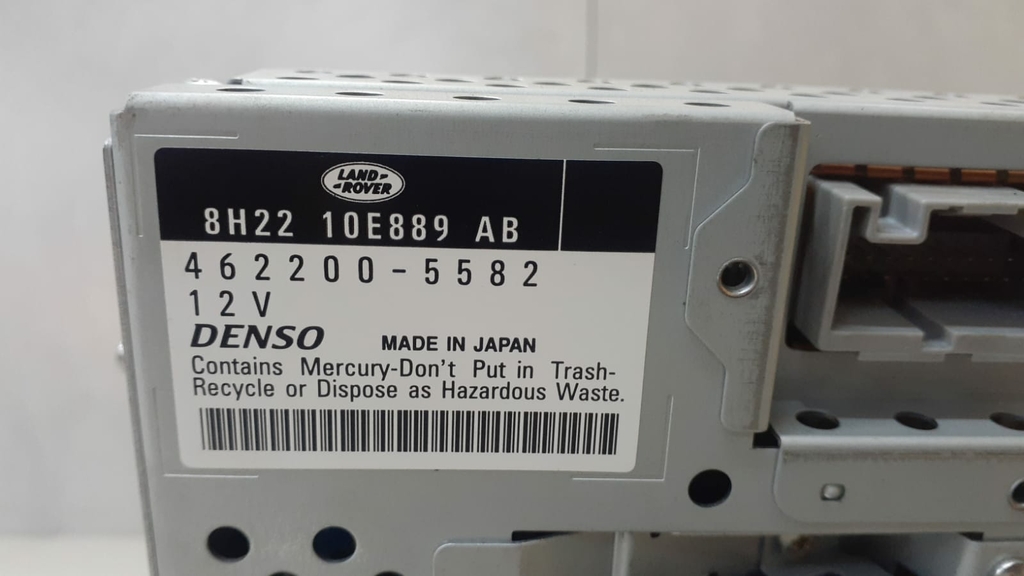 LAND-
-ROVER
8H22 10E889 AB
462200-5582
12V
DENSO MADE IN JAPAN
Contains Mercury-Don't Put in Trash-
Recycle or Dispose as Hazardous Waste.